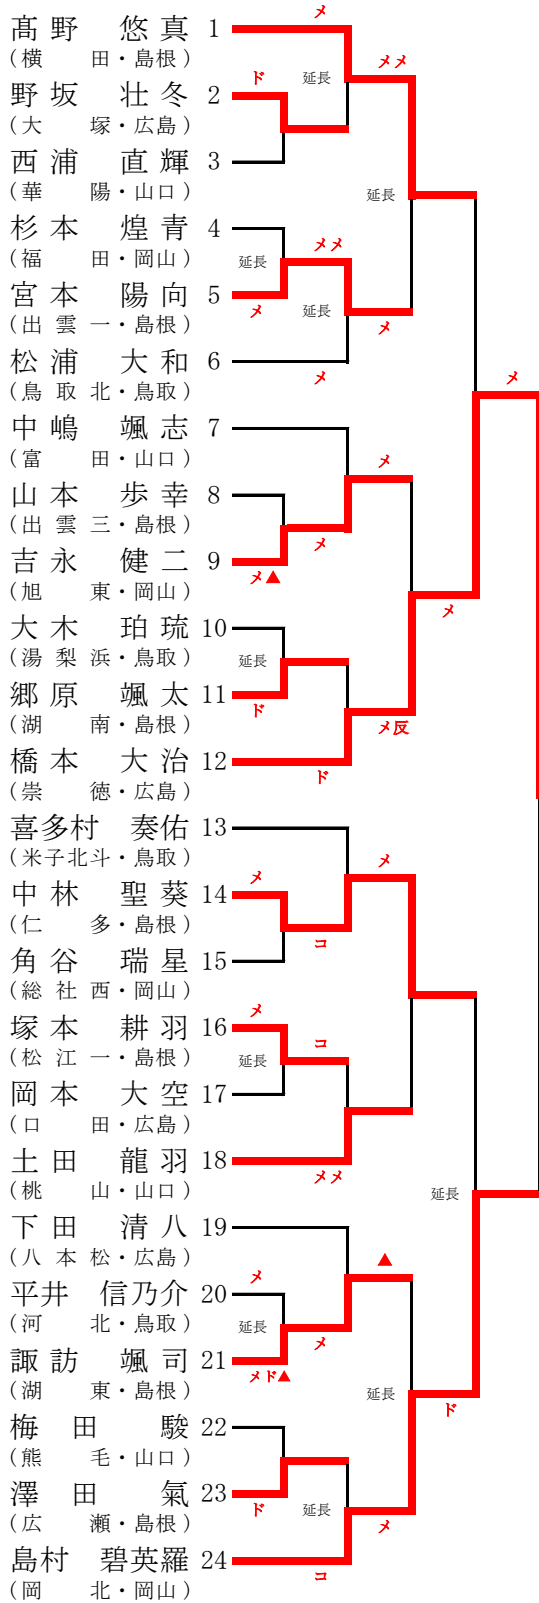 メ
髙野 悠真 1
(横 田・島根)
メメ
延長
ド
野坂 壮冬 2
(大 塚・広島)
西浦 直輝 3
(華 陽・山口)
延長
杉本 煌青 4
(福 田・岡山)
メメ
延長
宮本 陽向 5
(出雲一・島根)
メ
延長
メ
松浦 大和 6
(鳥取北・鳥取)
メ
メ
中嶋 颯志 7
(富 田・山口)
メ
山本 歩幸 8
(出雲三・島根)
メ
吉永 健二 9
(旭 東・岡山)
メ▲
メ
大木 珀琉 10
(湯梨浜・鳥取)
延長
郷原 颯太 11
(湖 南・島根)
ド
メ反
橋本 大治 12
(崇 徳・広島)
ド
喜多村 奏佑 13
(米子北斗・鳥取)
メ
メ
中林 聖葵 14
(仁 多・島根)
コ
角谷 瑞星 15
(総社西・岡山)
メ
塚本 耕羽 16
(松江一・島根)
コ
延長
岡本 大空 17
(口 田・広島)
土田 龍羽 18
(桃 山・山口)
メメ
延長
下田 清八 19
(八本松・広島)
▲
メ
平井 信乃介 20
(河 北・鳥取)
延長
メ
諏訪 颯司 21
(湖 東・島根)
メド▲
延長
ド
梅田 駿 22
(熊 毛・山口)
澤田 氣 23
(広 瀬・島根)
ド
延長
メ
島村 碧英羅 24
(岡 北・岡山)
コ